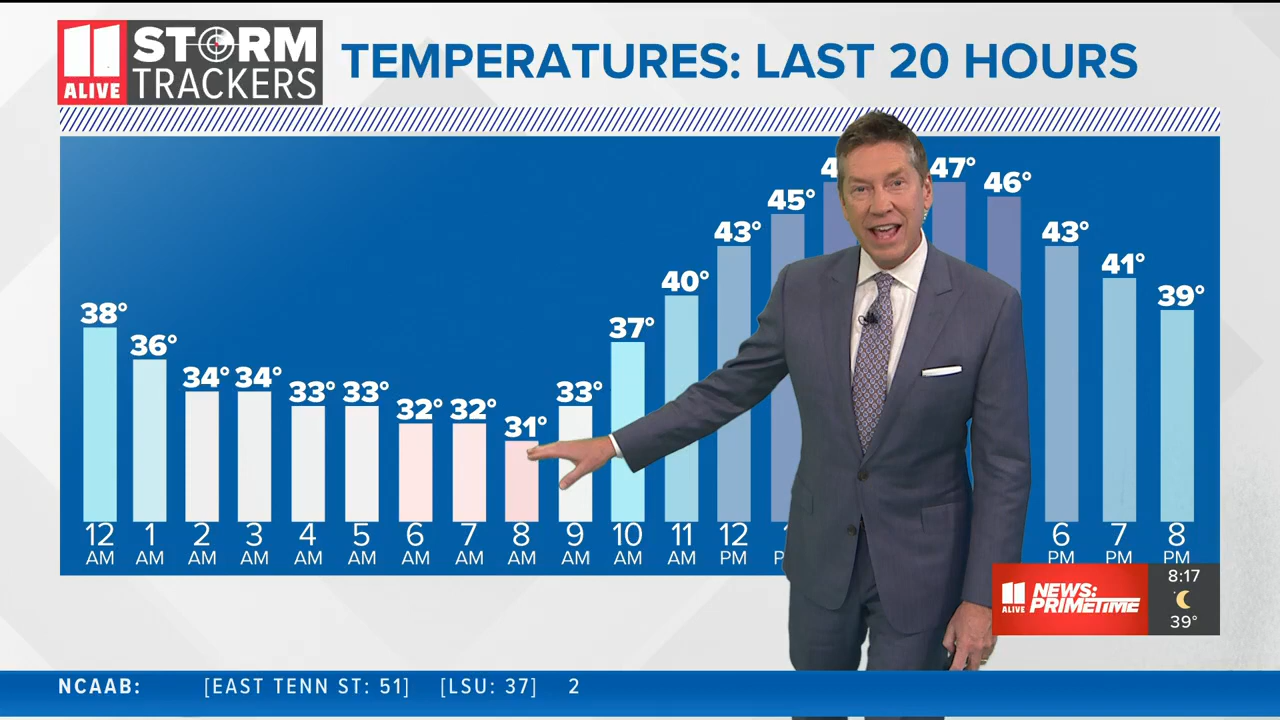 11 ALIVE STORM TRACKERS
TEMPERATURES: LAST 20 HOURS
38° 36° 34° 34° 33° 33° 32° 32° 31° 33° 37° 40° 43° 45° 47° 46° 43° 41° 39°
12 1 2 3 4 5 6 7 8 9 10 11 12 6 7 8
AM AM AM AM AM AM AM AM AM AM AM AM PM PM PM PM
11 ALIVE NEWS: PRIMETIME
8:17
39°
NCAAB: [EAST TENN ST: 51] [LSU: 37] 2